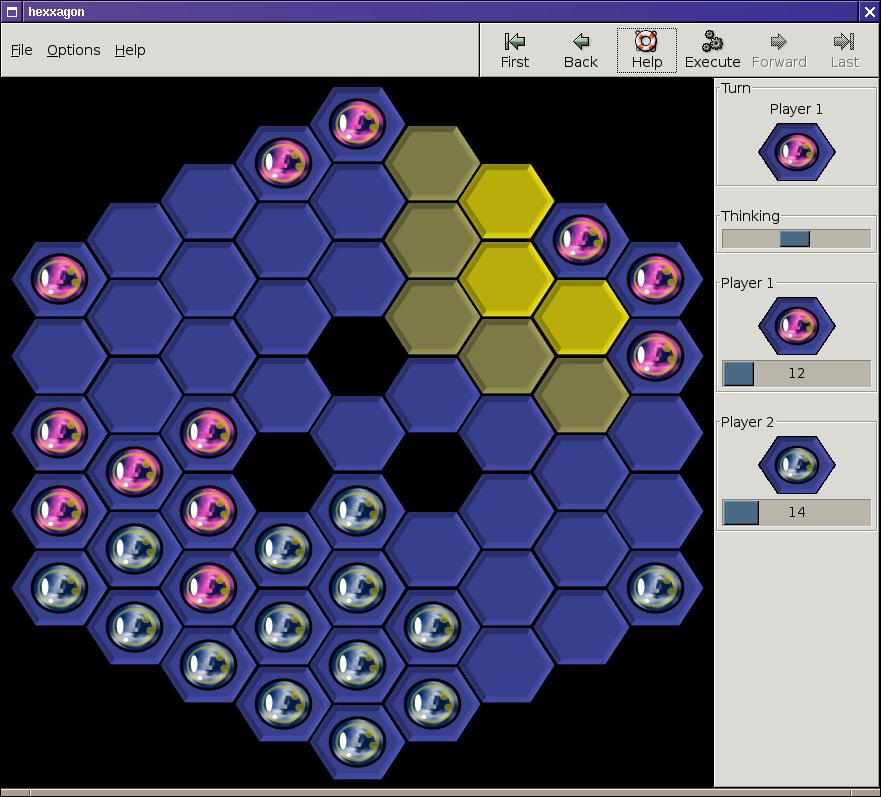 hexxagon
File Options Help
First Back Help Execute Forward Last
Turn
Player 1
Thinking
Player 1
12
Player 2
14